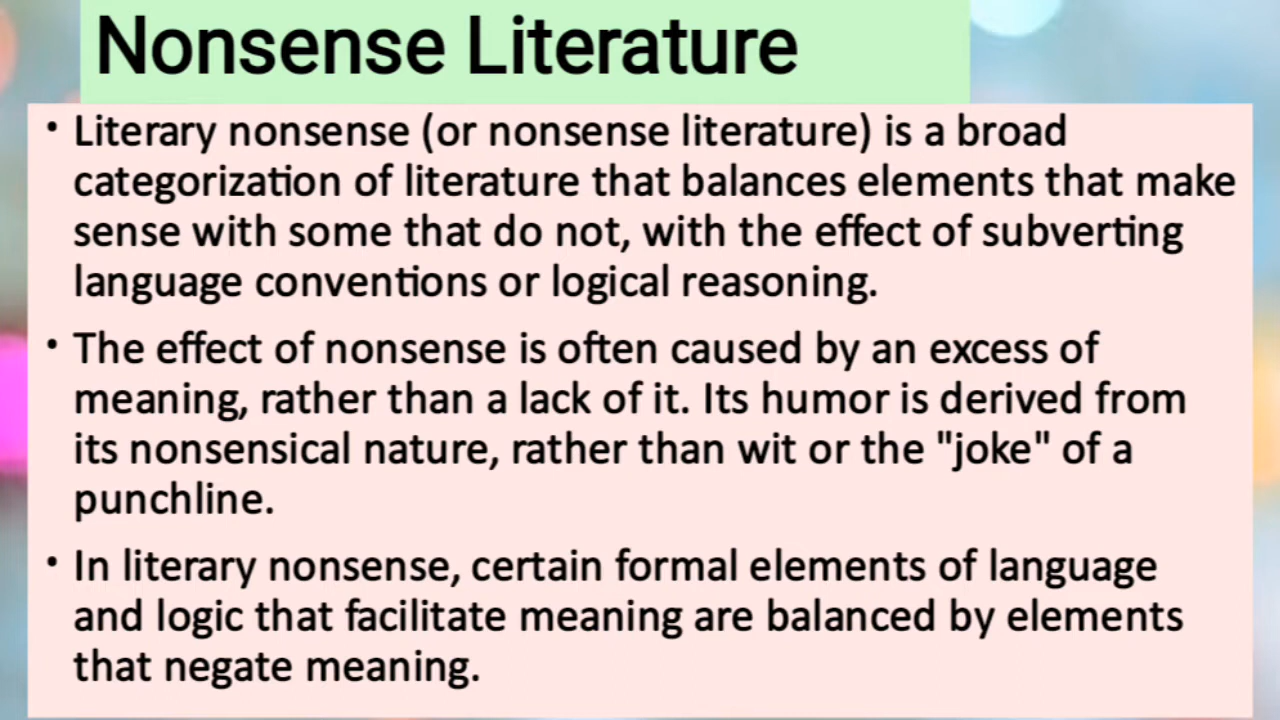 Nonsense Literature
• Literary nonsense (or nonsense literature) is a broad
categorization of literature that balances elements that make
sense with some that do not, with the effect of subverting
language conventions or logical reasoning.
• The effect of nonsense is often caused by an excess of
meaning, rather than a lack of it. Its humor is derived from
its nonsensical nature, rather than wit or the "joke" of a
punchline.
• In literary nonsense, certain formal elements of language
and logic that facilitate meaning are balanced by elements
that negate meaning.